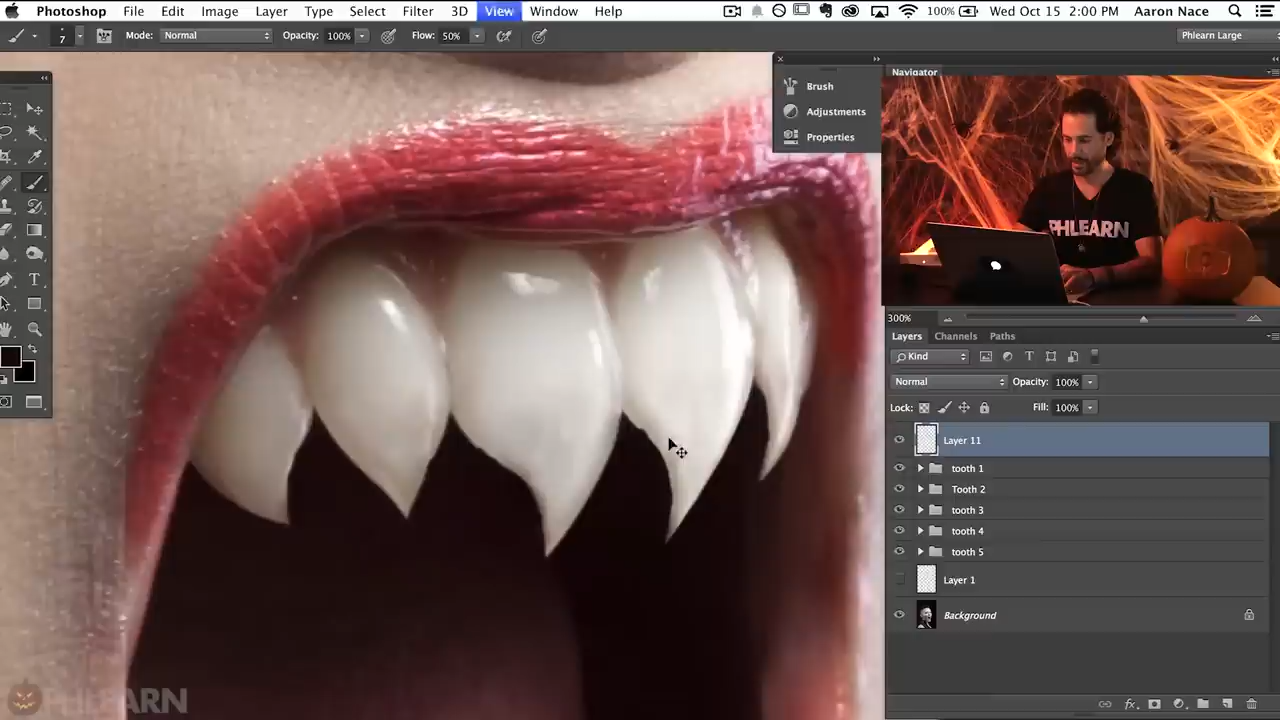 Photoshop File Edit Image Layer Type Select Filter 3D View Window Help 100% Wed Oct 15 2:00 PM Aaron Nace
7 Mode: Normal Opacity: 100% Flow: 50% Phlearn Large
Navigator
Brush
Adjustments
Properties
PHLEARN
300%
Layers Channels Paths
Kind
Normal Opacity: 100%
Lock: Fill: 100%
Layer 11
tooth 1
Tooth 2
tooth 3
tooth 4
tooth 5
Layer 1
Background
PHLEARN